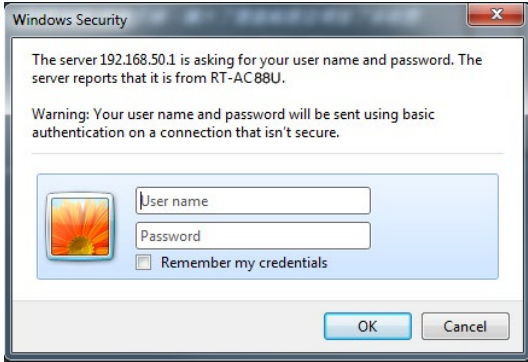 Windows Security
The server 192.168.50.1 is asking for your user name and password. The
server reports that it is from RT-AC88U.
Warning: Your user name and password will be sent using basic
authentication on a connection that isn't secure.
User name
Password
Remember my credentials
OK
Cancel